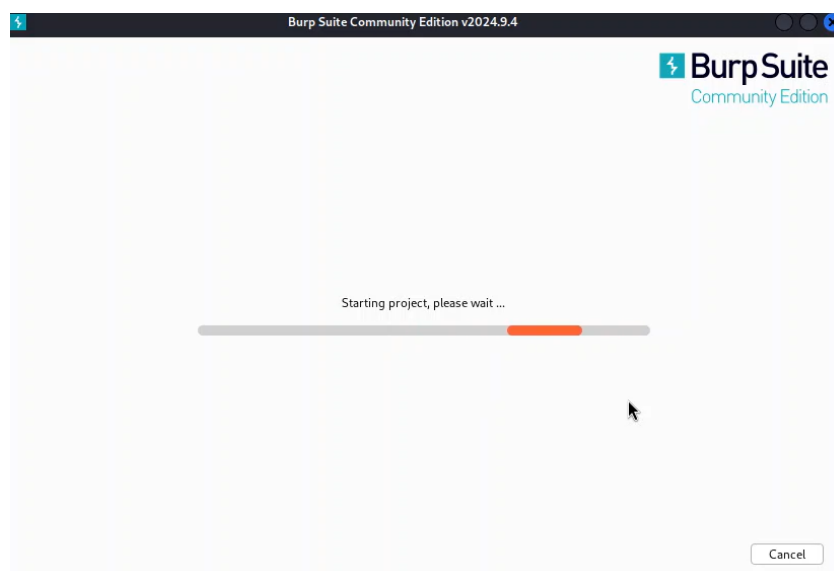 Burp Suite Community Edition v2024.9.4
Burp Suite
Community Edition
Starting project, please wait ...
Cancel